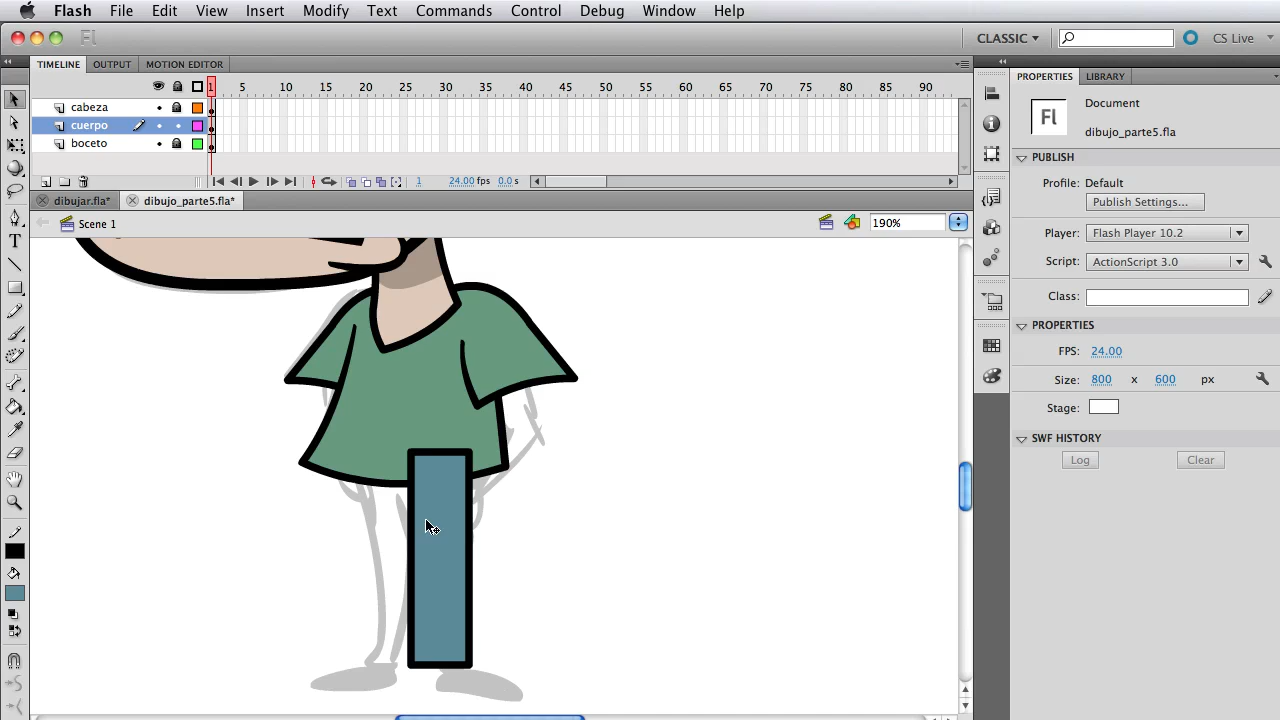 Flash File Edit View Insert Modify Text Commands Control Debug Window Help
Fl CLASSIC CS Live
TIMELINE OUTPUT MOTION EDITOR
1 5 10 15 20 25 30 35 40 45 50 55 60 65 70 75 80 85 90
cabeza
cuerpo
boceto
1 24.00 fps 0.0 s
dibujar.fla* dibujo_parte5.fla*
Scene 1 190%
PROPERTIES LIBRARY
Fl Document
dibujo_parte5.fla
PUBLISH
Profile: Default
Publish Settings...
Player: Flash Player 10.2
Script: ActionScript 3.0
Class:
PROPERTIES
FPS: 24.00
Size: 800 x 600 px
Stage:
SWF HISTORY
Log Clear